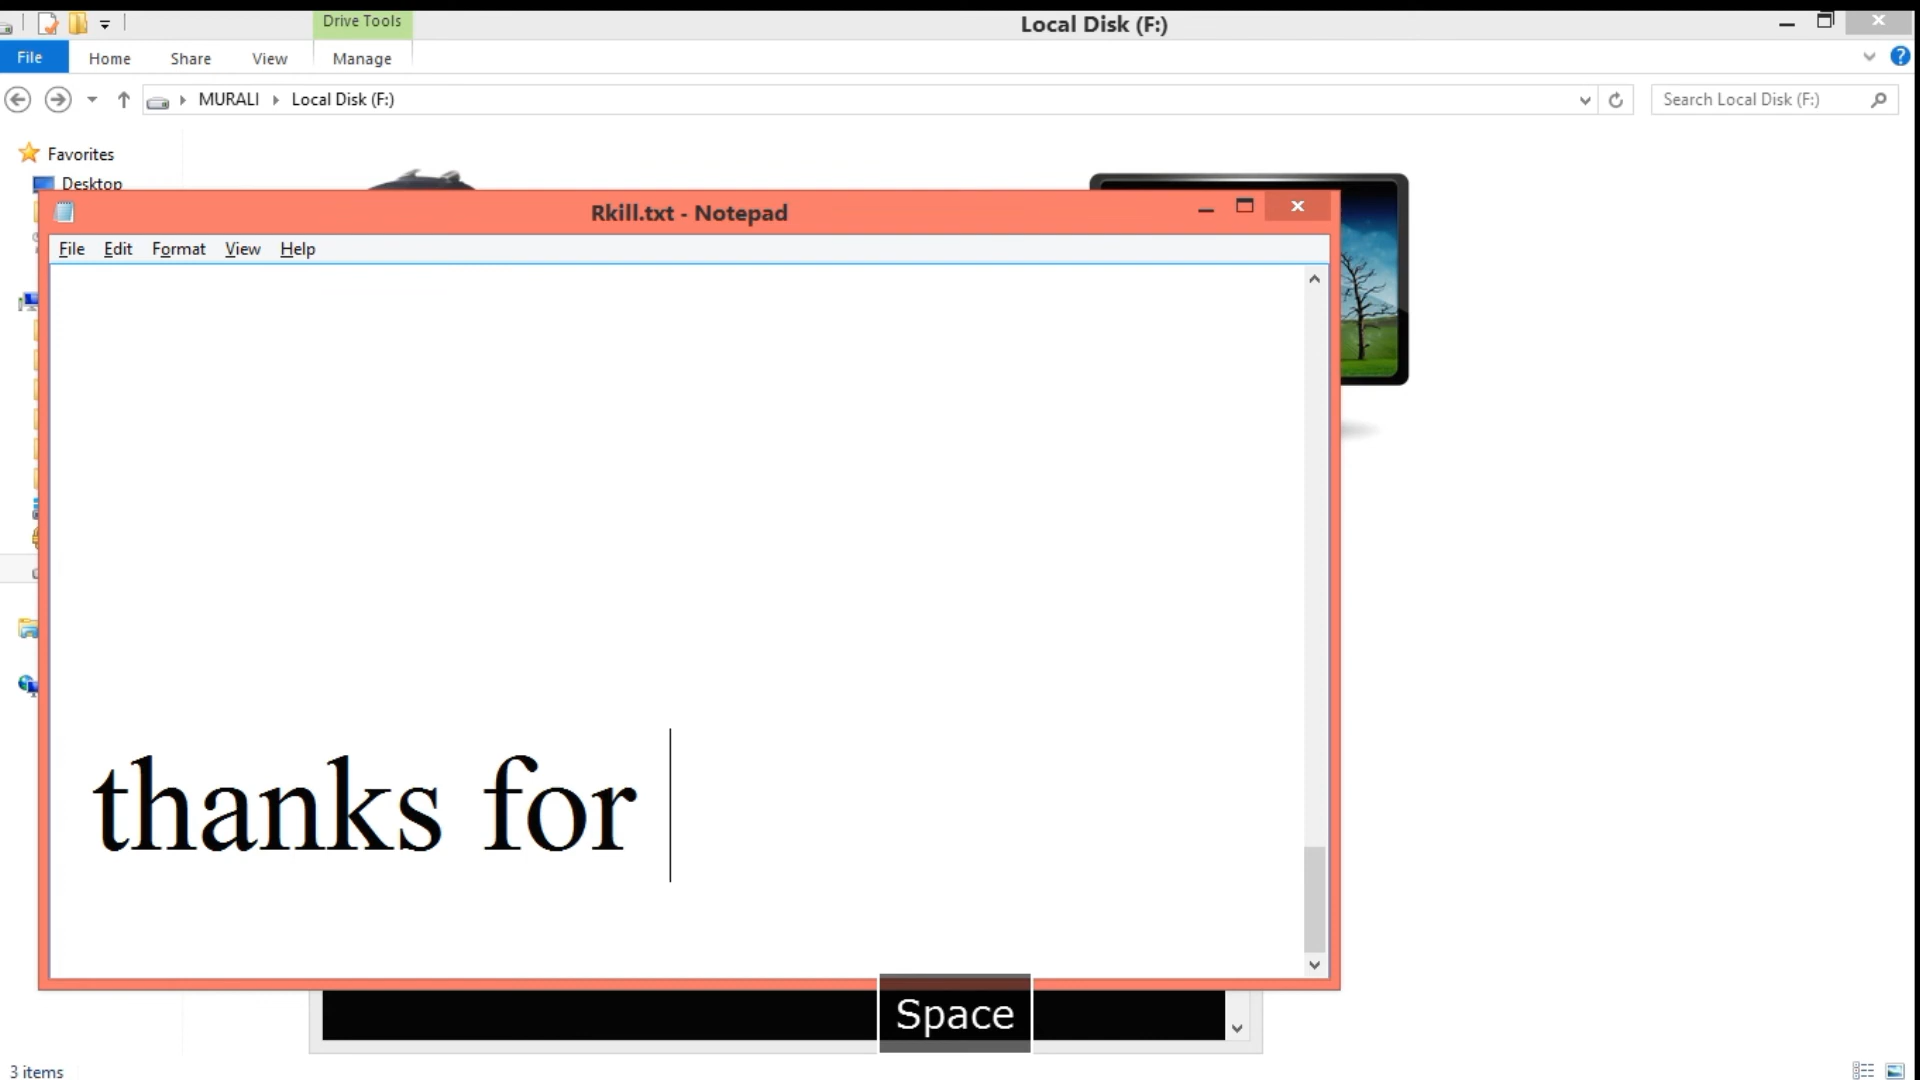 Drive Tools
Local Disk (F:)
File
Home
Share
View
Manage
MURALI
Local Disk (F:)
Search Local Disk (F:)
Favorites
Desktop
Rkill.txt - Notepad
File
Edit
Format
View
Help
thanks for
Space
3 items